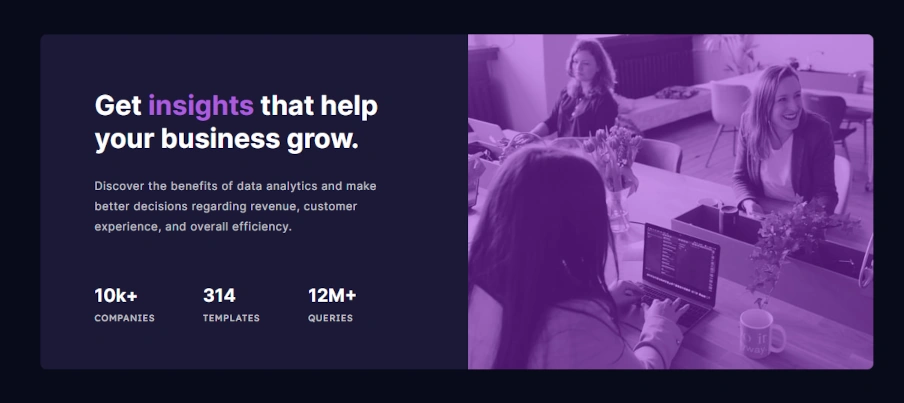 Get insights that help
your business grow.
Discover the benefits of data analytics and make
better decisions regarding revenue, customer
experience, and overall efficiency.
10k+ 314 12M+
COMPANIES TEMPLATES QUERIES